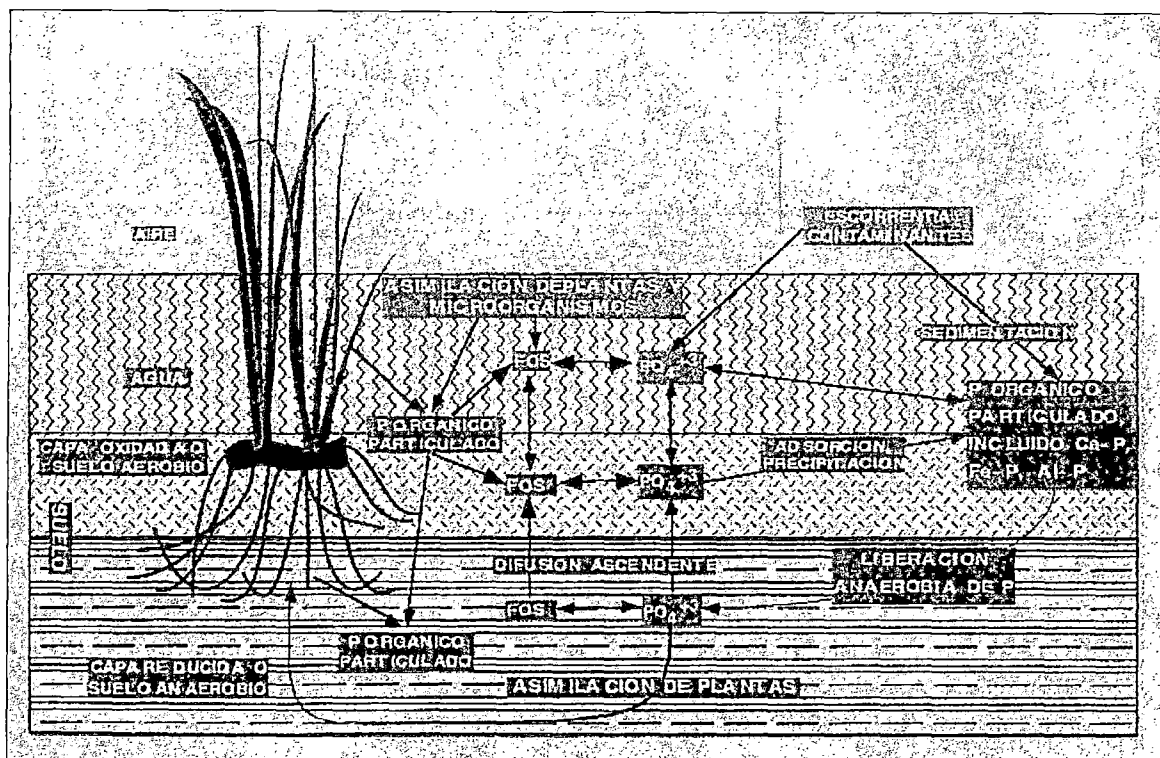 AIRE
ESCORRENTIA
CONTAMINANTES
ASIMILACION DE PLANTAS Y
MICROORGANISMOS
SEDIMENTACION
AGUA
FOS
P. ORGANICO
PARTICULADO
P. ORGANICO
PARTICULADO
INCLUIDO, Ca-P
CAPA OXIDADA O
SUELO AEROBIO
ADSORCION
PRECIPITACION
Al-P
FOS
SUELO
DIFUSION ASCENDENTE
LIBERACION
ANAEROBIA DE P
FOS
P ORGANICO
PARTICULADO
CAPA REDUCIDA O
SUELO ANAEROBIO
ASIMILACION DE PLANTAS